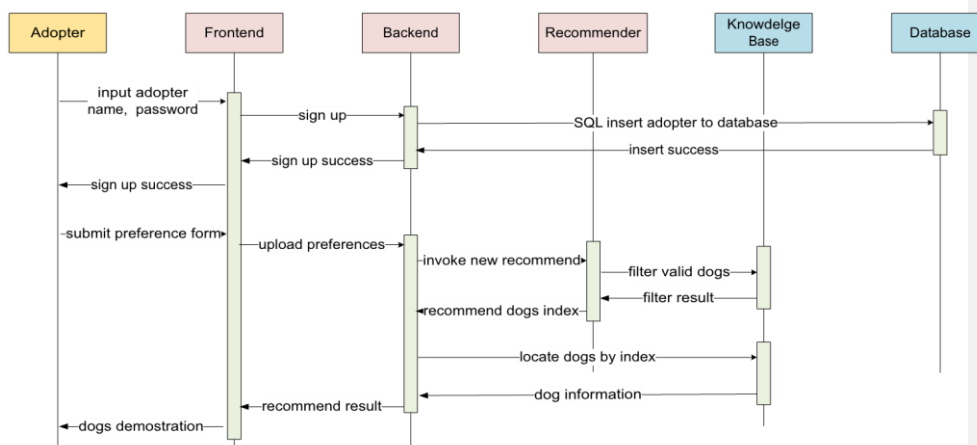 Adopter
Frontend
Backend
Recommender
Knowdelge
Base
Database
input adopter
name, password
sign up
SQL insert adopter to database
insert success
sign up success
sign up success
submit preference form
upload preferences
invoke new recommend
filter valid dogs
filter result
recommend dogs index
locate dogs by index
dog information
recommend result
dogs demostration